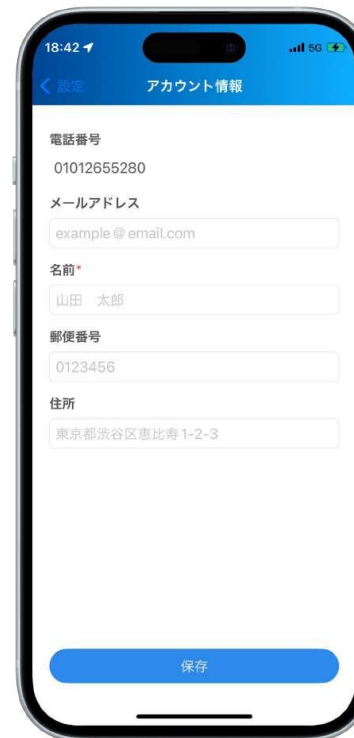 18:42
5G
設定
アカウント情報
電話番号
01012655280
メールアドレス
example@email.com
名前*
山田　太郎
郵便番号
0123456
住所
東京都渋谷区恵比寿1-2-3
保存